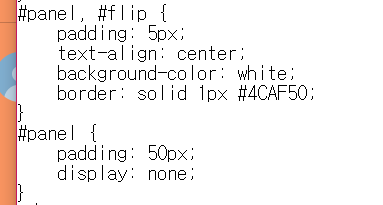 #panel, #flip {
    padding: 5px;
    text-align: center;
    background-color: white;
    border: solid 1px #4CAF50;
}
#panel {
    padding: 50px;
    display: none;
}